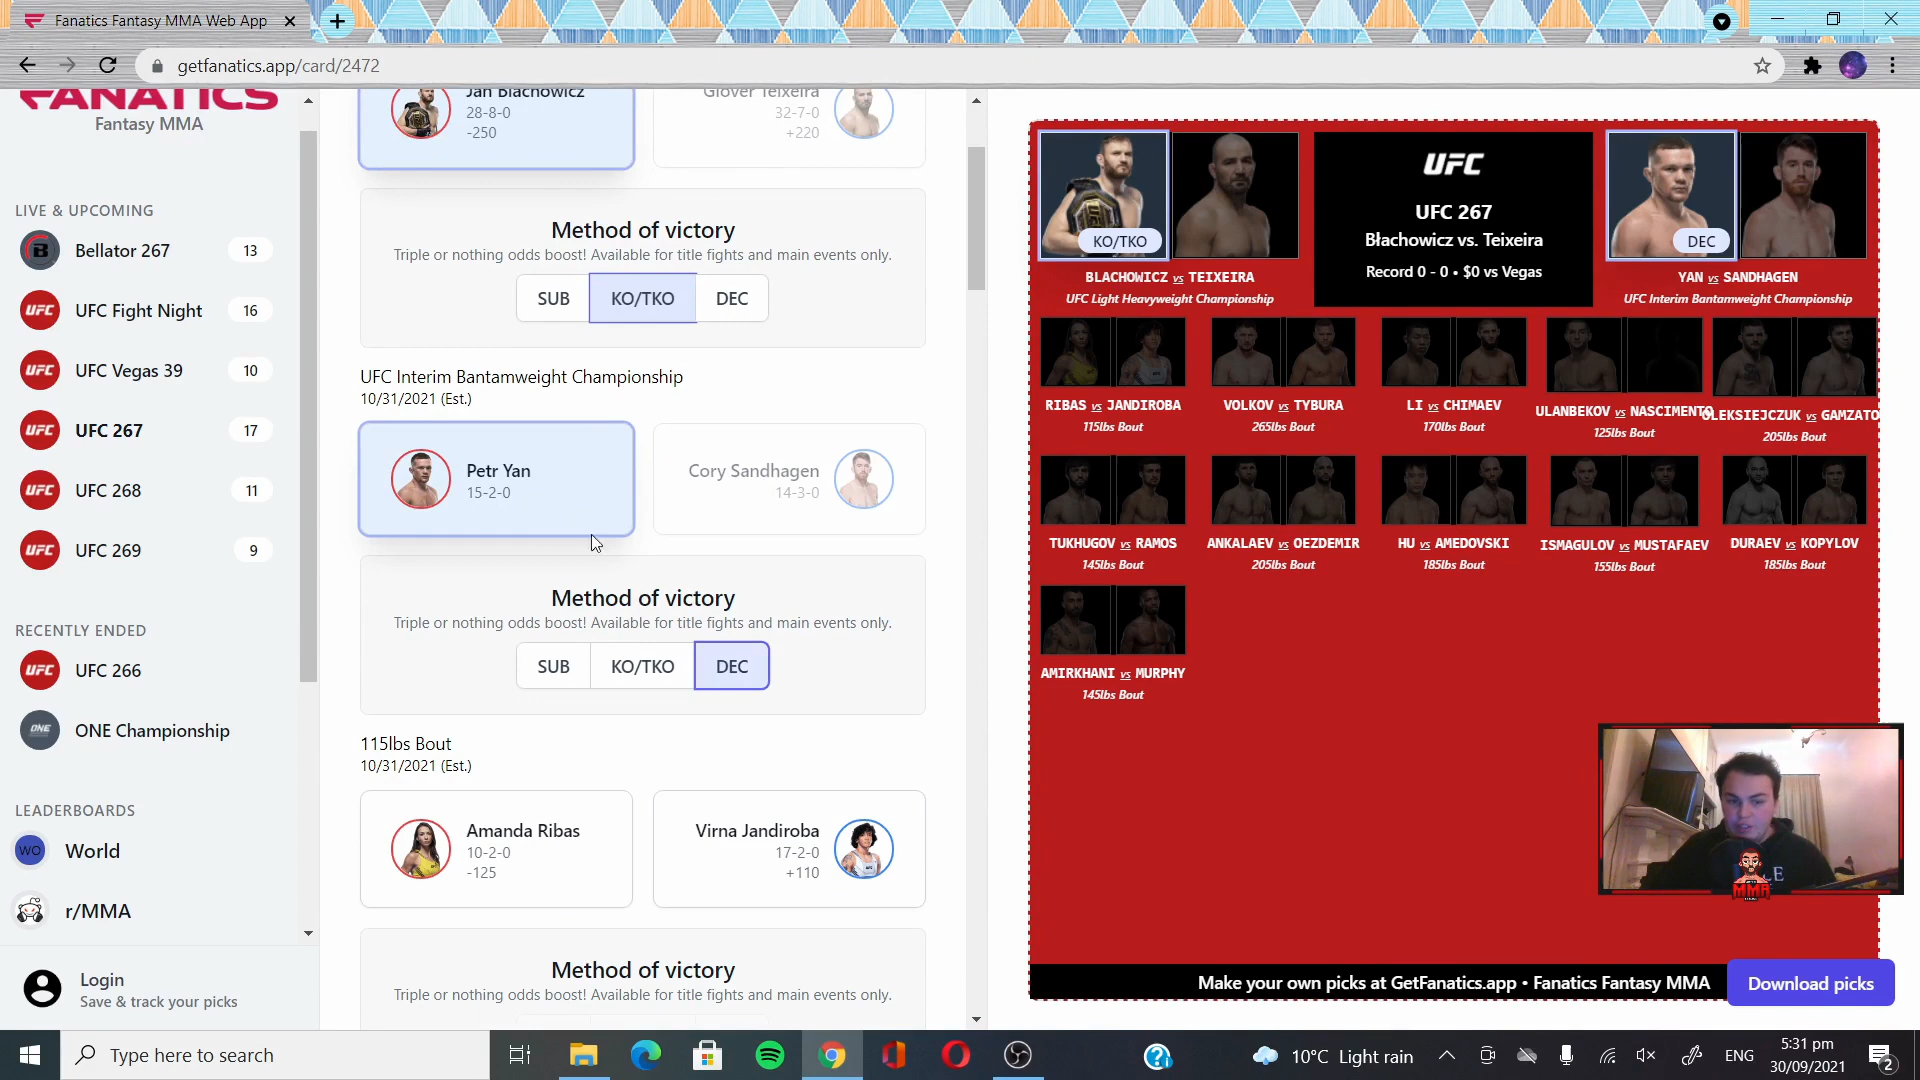 Fanatics Fantasy MMA Web App
getfanatics.app/card/2472
FANATICS
Fantasy MMA
LIVE & UPCOMING
Bellator 267 13
UFC Fight Night 16
UFC Vegas 39 10
UFC 267 17
UFC 268 11
UFC 269 9
RECENTLY ENDED
UFC 266
ONE Championship
LEADERBOARDS
WO World
r/MMA
Login
Save & track your picks
Jan Blachowicz
28-8-0
-250
Glover Teixeira
32-7-0
+220
Method of victory
Triple or nothing odds boost! Available for title fights and main events only.
SUB KO/TKO DEC
UFC Interim Bantamweight Championship
10/31/2021 (Est.)
Petr Yan
15-2-0
Cory Sandhagen
14-3-0
Method of victory
Triple or nothing odds boost! Available for title fights and main events only.
SUB KO/TKO DEC
115lbs Bout
10/31/2021 (Est.)
Amanda Ribas
10-2-0
-125
Virna Jandiroba
17-2-0
+110
Method of victory
Triple or nothing odds boost! Available for title fights and main events only.
KO/TKO
BLACHOWICZ vs TEIXEIRA
UFC Light Heavyweight Championship
UFC
UFC 267
Błachowicz vs. Teixeira
Record 0 - 0 • $0 vs Vegas
DEC
YAN vs SANDHAGEN
UFC Interim Bantamweight Championship
RIBAS vs JANDIROBA
115lbs Bout
VOLKOV vs TYBURA
265lbs Bout
LI vs CHIMAEV
170lbs Bout
ULANBEKOV vs NASCIMENTO
125lbs Bout
OLEKSIEJCZUK vs GAMZATO
205lbs Bout
TUKHUGOV vs RAMOS
145lbs Bout
ANKALAEV vs OEZDEMIR
205lbs Bout
HU vs AMEDOVSKI
185lbs Bout
ISMAGULOV vs MUSTAFAEV
155lbs Bout
DURAEV vs KOPYLOV
185lbs Bout
AMIRKHANI vs MURPHY
145lbs Bout
MMA
Make your own picks at GetFanatics.app • Fanatics Fantasy MMA
Download picks
Type here to search
10°C Light rain
ENG
5:31 pm
30/09/2021
2